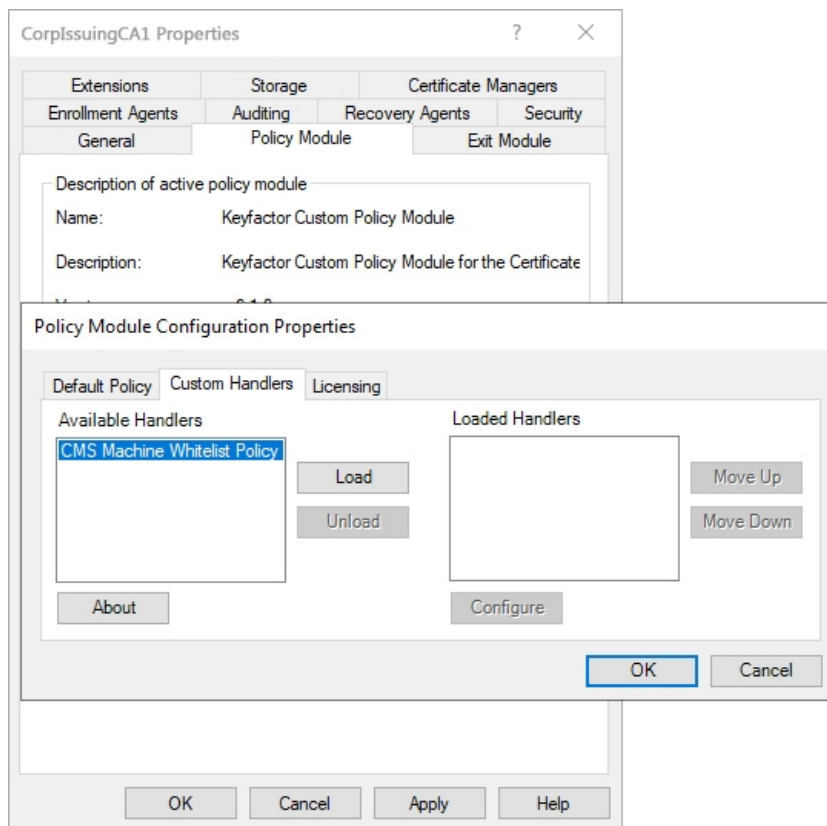 CorpIssuingCA1 Properties ?
Extensions Storage Certificate Managers
Enrollment Agents Auditing Recovery Agents Security
General Policy Module Exit Module
Description of active policy module
Name: Keyfactor Custom Policy Module
Description: Keyfactor Custom Policy Module for the Certificate
Policy Module Configuration Properties
Default Policy Custom Handlers Licensing
Available Handlers Loaded Handlers
CMS Machine Whitelist Policy
Load Move Up
Unload Move Down
About Configure
OK Cancel
OK Cancel Apply Help